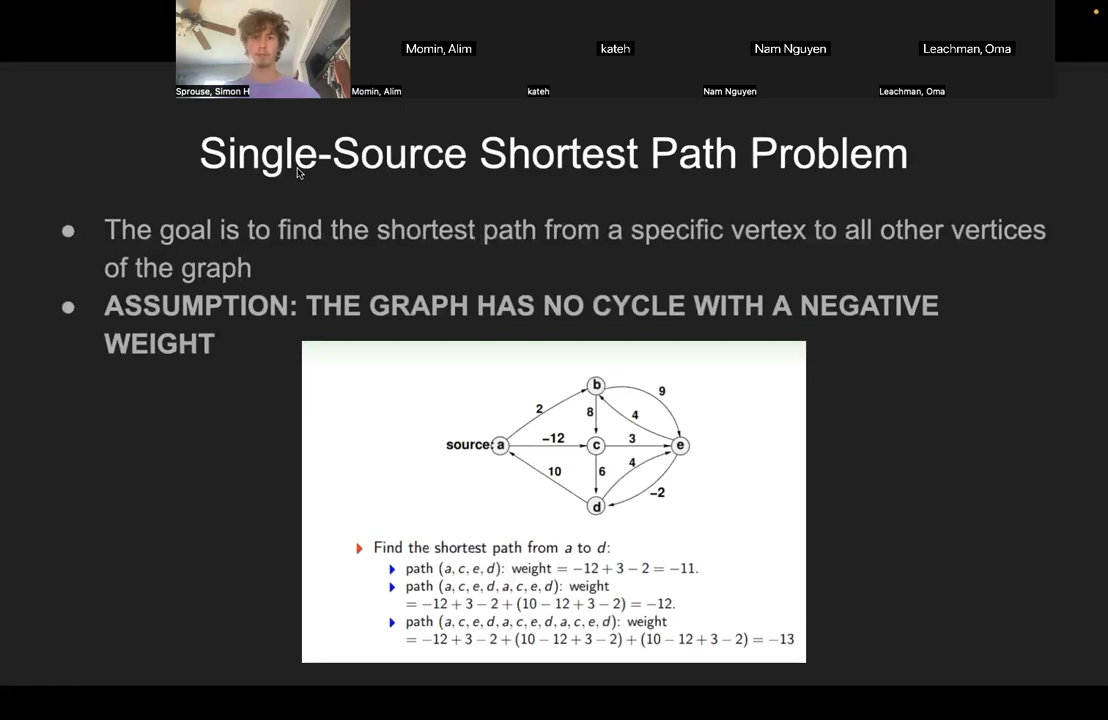 Momin, Alim
kateh
Nam Nguyen
Leachman, Oma
Sprouse, Simon H
Momin, Alim
kateh
Nam Nguyen
Leachman, Oma
Single-Source Shortest Path Problem
● The goal is to find the shortest path from a specific vertex to all other vertices
of the graph
● ASSUMPTION: THE GRAPH HAS NO CYCLE WITH A NEGATIVE
WEIGHT
b
9
2
8
4
source: a
−12
c
3
e
10
6
4
−2
d
Find the shortest path from a to d:
path (a, c, e, d): weight = −12 + 3 − 2 = −11.
path (a, c, e, d, a, c, e, d): weight
= −12 + 3 − 2 + (10 − 12 + 3 − 2) = −12.
path (a, c, e, d, a, c, e, d, a, c, e, d): weight
= −12 + 3 − 2 + (10 − 12 + 3 − 2) + (10 − 12 + 3 − 2) = −13